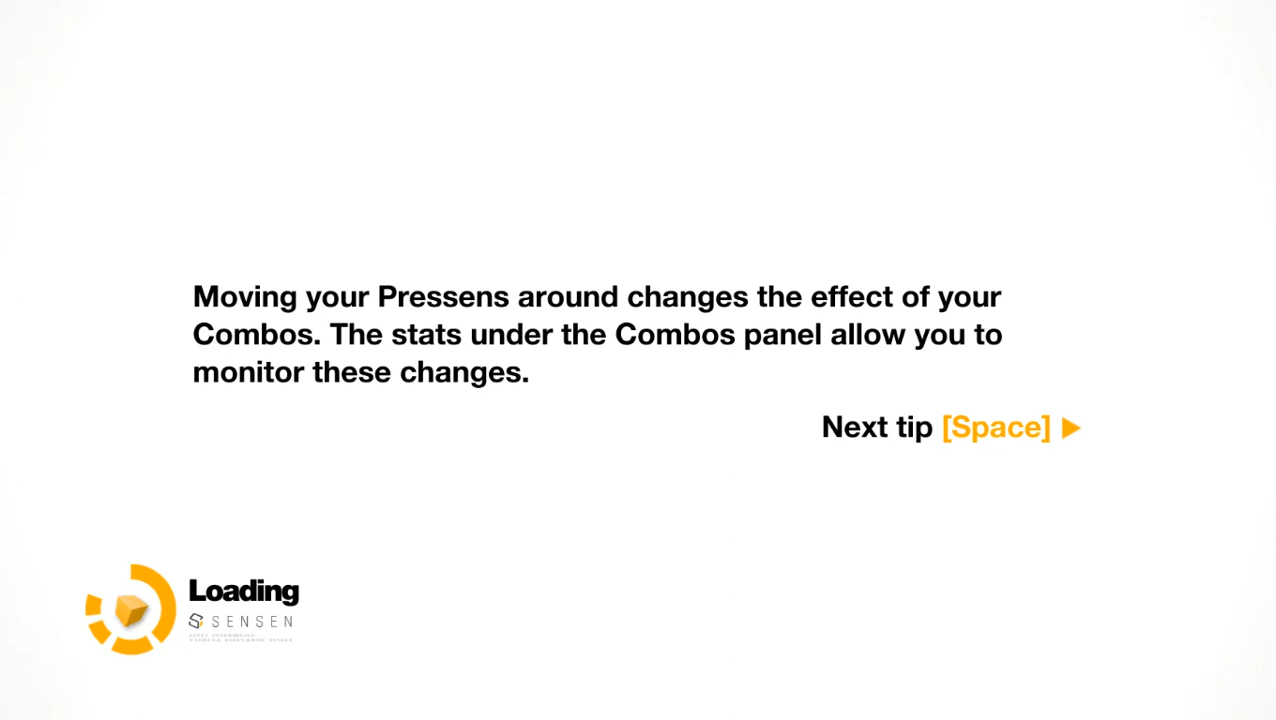 Moving your Pressens around changes the effect of your
Combos. The stats under the Combos panel allow you to
monitor these changes.
Next tip [Space]
Loading
SENSEN